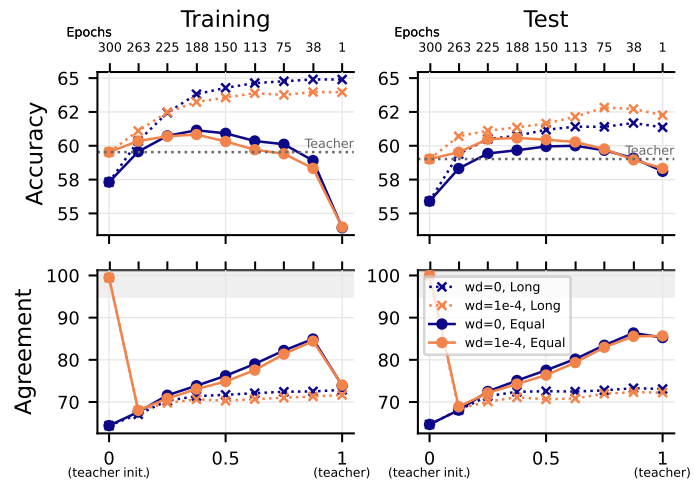 Training Test
Epochs Epochs
300 263 225 188 150 113 75 38 1 300 263 225 188 150 113 75 38 1
65 65
62 62
Teacher Teacher
60 60
58 58
55 55
Accuracy
100 100
wd=0, Long
wd=1e-4, Long
90 90
wd=0, Equal
wd=1e-4, Equal
80 80
70 70
Agreement
0 0.5 1 0 0.5 1
(teacher init.) (teacher) (teacher init.) (teacher)